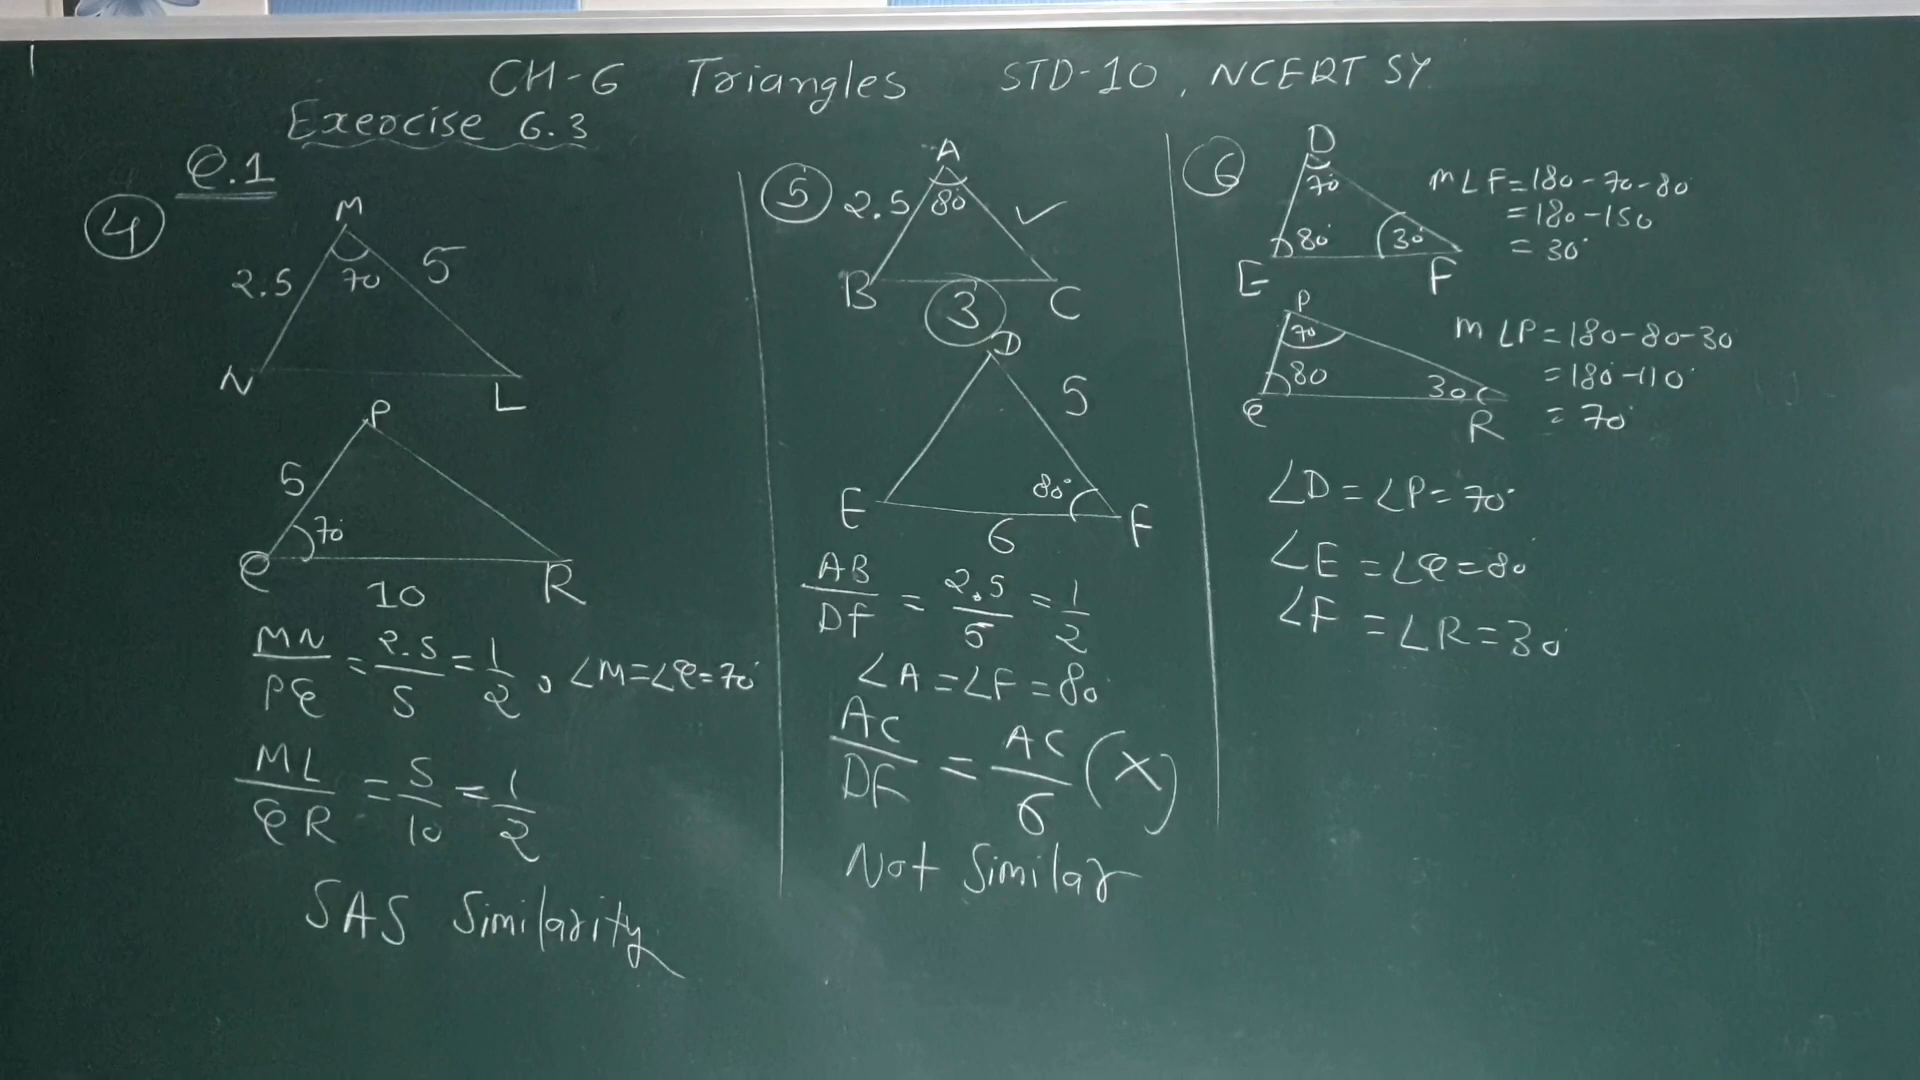 CH-6 Triangles STD-10, NCERT SY.
Exercise 6.3
Q.1
4
M
2.5 70 5
N L
P
5
70°
Q R
10
MN/PQ = 2.5/5 = 1/2, ∠M=∠Q=70°
ML/QR = 5/10 = 1/2
SAS Similarity
5
A
2.5 80° ✓
B C
3
D
5
80°
E F
6
AB/DF = 2.5/5 = 1/2
∠A = ∠F = 80°
AC/DF = AC/6 (×)
Not Similar
6
D
70°
80° 30°
E F
m∠F=180-70-80°
=180-150
= 30°
P
70
80 30
Q R
m∠P=180-80-30
=180-110°
= 70°
∠D=∠P=70°
∠E=∠Q=80
∠F=∠R=30°